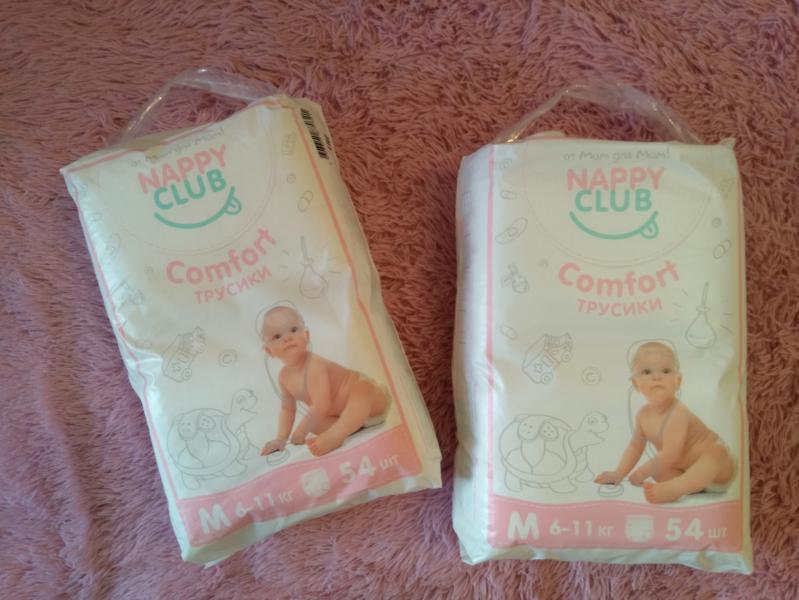 от Мам для Мам!
NAPPY
CLUB
Comfort
ТРУСИКИ
M 6-11 кг 54 шт
от Мам для Мам!
NAPPY
CLUB
Comfort
ТРУСИКИ
M 6-11 кг 54 шт